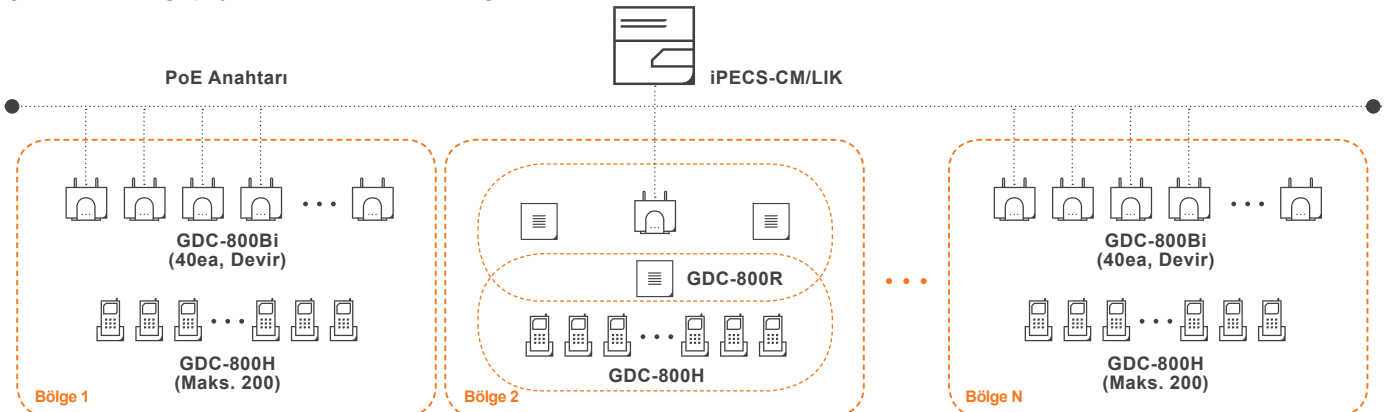 PoE Anahtarı
iPECS-CM/LIK
GDC-800Bi
(40ea, Devir)
GDC-800H
(Maks. 200)
Bölge 1
GDC-800R
GDC-800H
Bölge 2
GDC-800Bi
(40ea, Devir)
GDC-800H
(Maks. 200)
Bölge N